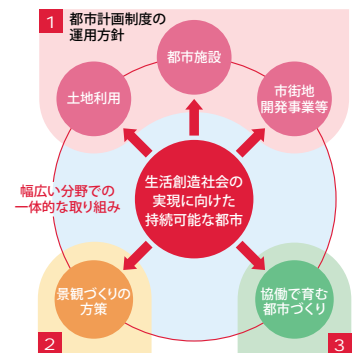 1
都市計画制度の
運用方針
都市施設
土地利用
市街地
開発事業等
生活創造社会の
実現に向けた
持続可能な都市
幅広い分野での
一体的な取り組み
景観づくりの
方策
協働で育む
都市づくり
2
3